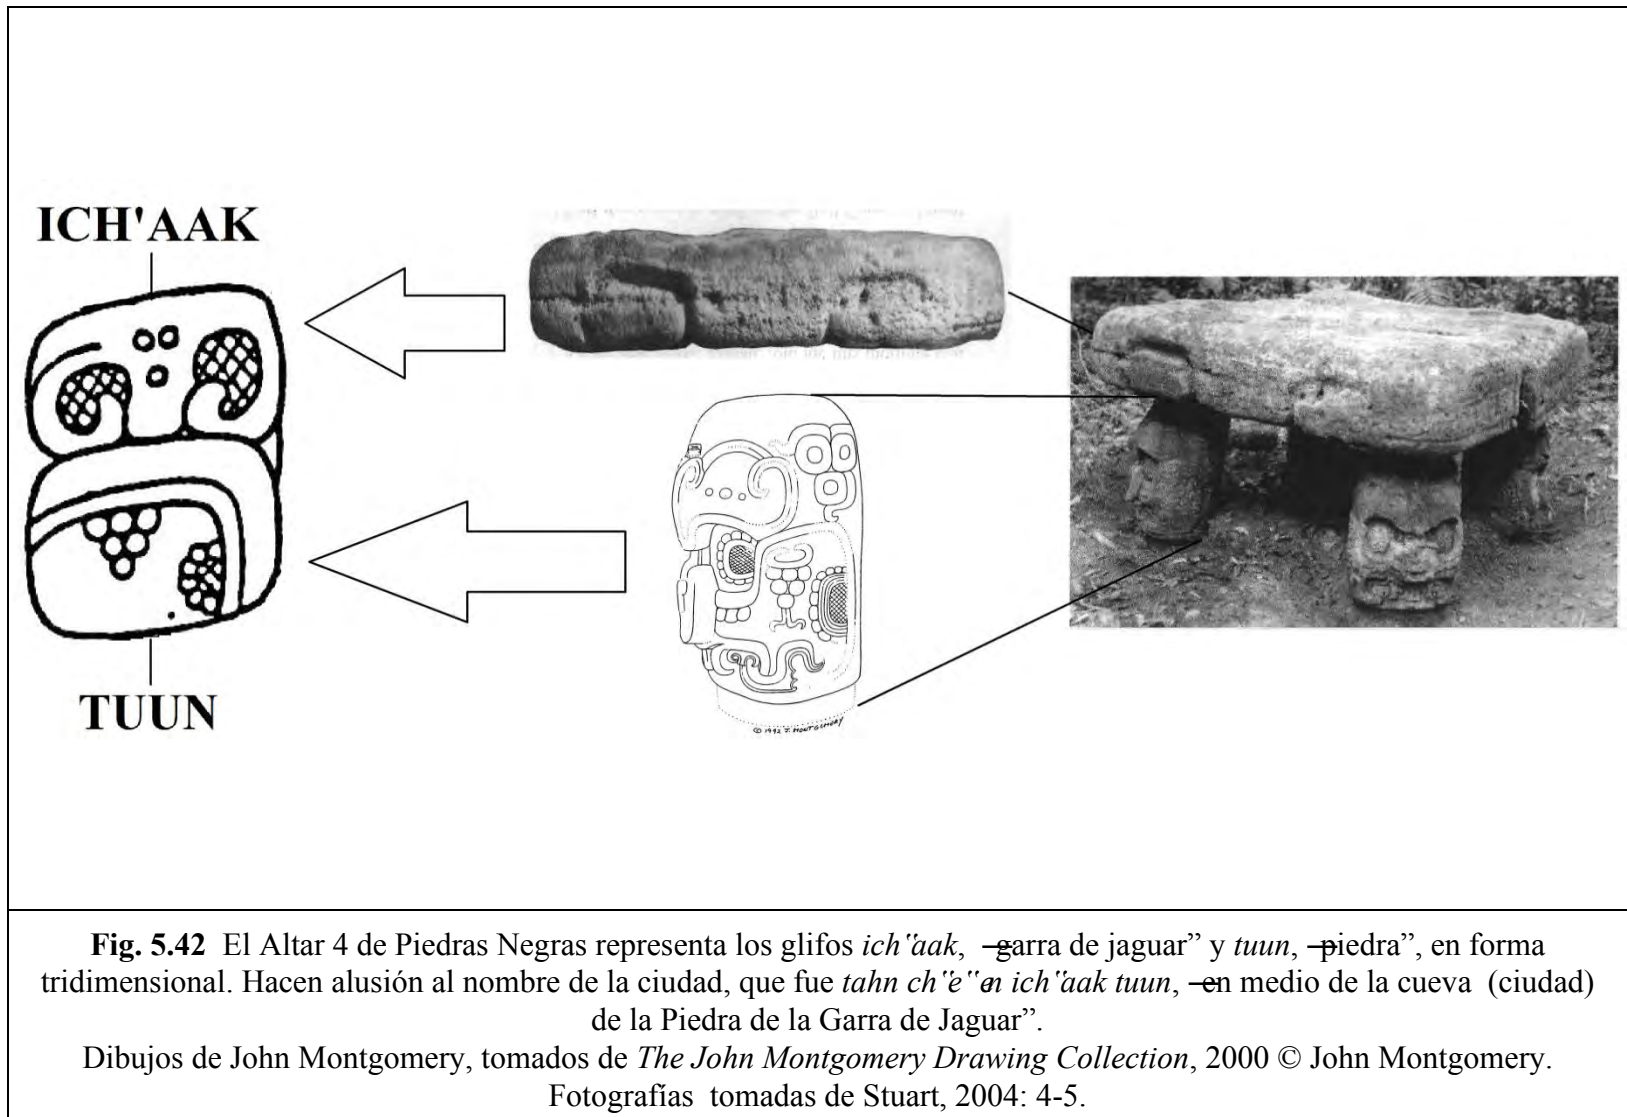 ICH'AAK
TUUN
© 1992 J. MONTGOMERY
Fig. 5.42 El Altar 4 de Piedras Negras representa los glifos ich‟aak, ―garra de jaguar” y tuun, ―piedra”, en forma
tridimensional. Hacen alusión al nombre de la ciudad, que fue tahn ch‟e‟en ich‟aak tuun, ―en medio de la cueva (ciudad)
de la Piedra de la Garra de Jaguar”.
Dibujos de John Montgomery, tomados de The John Montgomery Drawing Collection, 2000 © John Montgomery.
Fotografías tomadas de Stuart, 2004: 4-5.